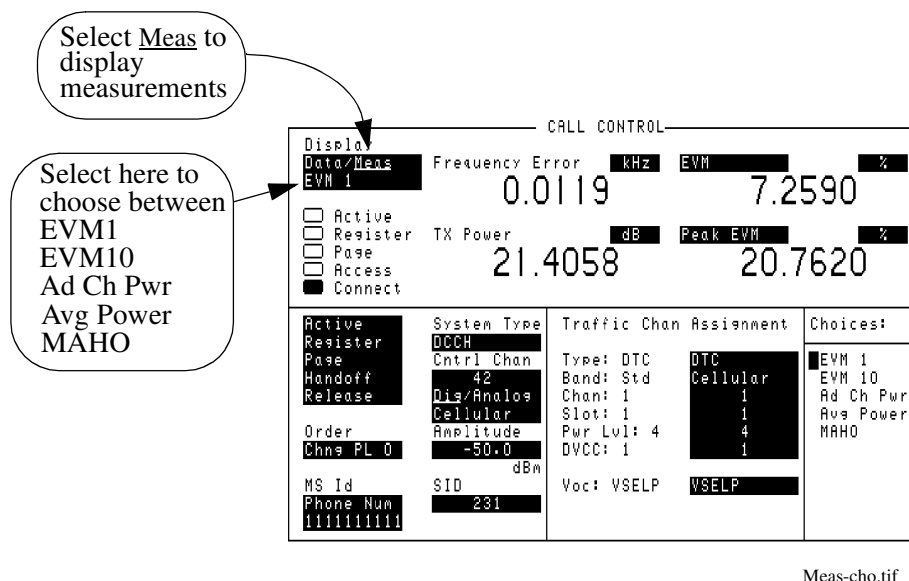 Select Meas to
display
measurements
Select here to
choose between
EVM1
EVM10
Ad Ch Pwr
Avg Power
MAHO
CALL CONTROL
Display
Data/Meas
EVM 1
Frequency Error kHz EVM %
0.0119 7.2590
Active
Register
Page
Access
Connect
TX Power dB Peak EVM %
21.4058 20.7620
Active
Register
Page
Handoff
Release
Order
Chng PL 0
MS Id
Phone Num
1111111111
System Type
DCCH
Cntrl Chan
42
Dig/Analog
Cellular
Amplitude
-50.0
dBm
SID
231
Traffic Chan Assignment
Type: DTC DTC
Band: Std Cellular
Chan: 1 1
Slot: 1 1
Pwr Lvl: 4 4
DVCC: 1 1
Voc: VSELP VSELP
Choices:
EVM 1
EVM 10
Ad Ch Pwr
Avg Power
MAHO
Meas-cho.tif